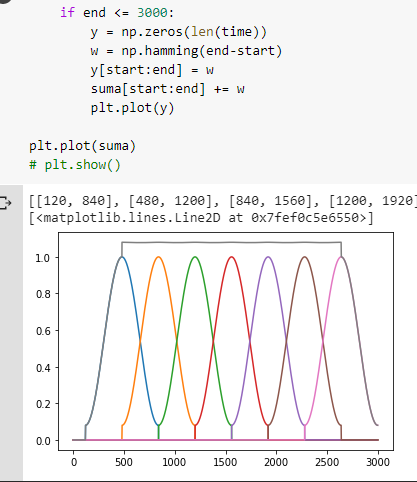 if end <= 3000:
y = np.zeros(len(time))
w = np.hamming(end-start)
y[start:end] = w
suma[start:end] += w
plt.plot(y)
plt.plot(suma)
# plt.show()
[[120, 840], [480, 1200], [840, 1560], [1200, 1920]
[<matplotlib.lines.Line2D at 0x7fef0c5e6550>]
1.0
0.8
0.6
0.4
0.2
0.0
0 500 1000 1500 2000 2500 3000